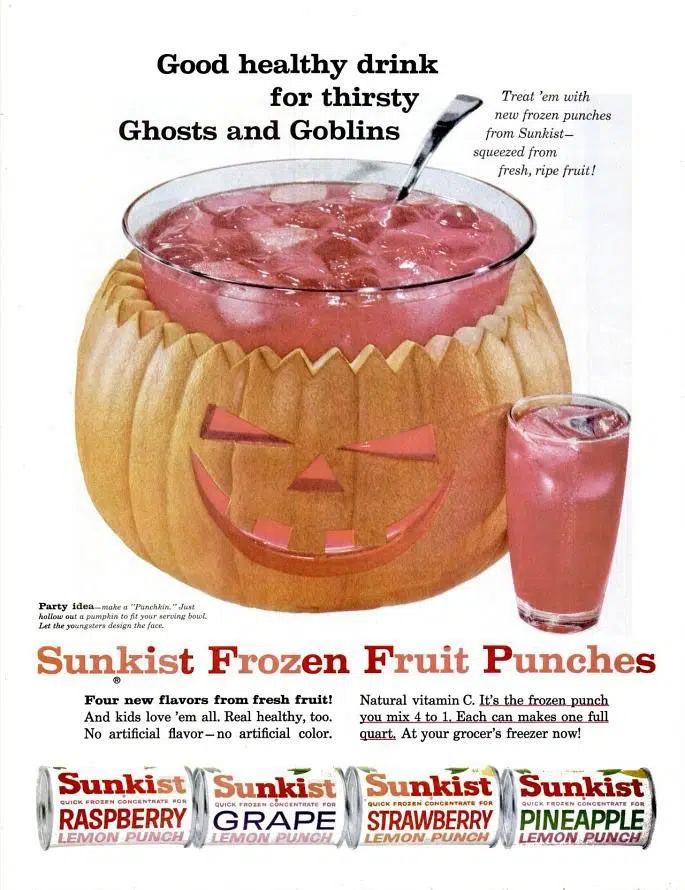 Good healthy drink
for thirsty
Ghosts and Goblins
Treat 'em with
new frozen punches
from Sunkist—
squeezed from
fresh, ripe fruit!
Party idea—make a "Punchkin." Just
hollow out a pumpkin to fit your serving bowl.
Let the youngsters design the face.
Sunkist Frozen Fruit Punches
®
Four new flavors from fresh fruit!
And kids love 'em all. Real healthy, too.
No artificial flavor—no artificial color.
Natural vitamin C. It's the frozen punch
you mix 4 to 1. Each can makes one full
quart. At your grocer's freezer now!
Sunkist
QUICK FROZEN CONCENTRATE FOR
RASPBERRY
LEMON PUNCH
Sunkist
QUICK FROZEN CONCENTRATE FOR
GRAPE
LEMON PUNCH
Sunkist
QUICK FROZEN CONCENTRATE FOR
STRAWBERRY
LEMON PUNCH
Sunkist
QUICK FROZEN CONCENTRATE FOR
PINEAPPLE
LEMON PUNCH